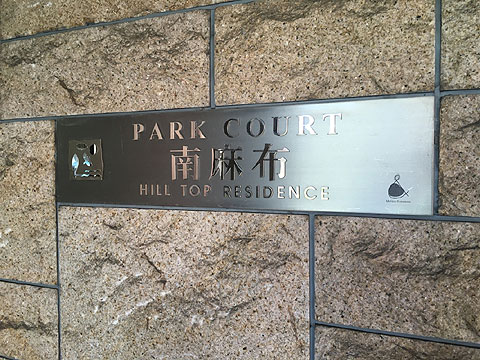 PARK COURT
南麻布
HILL TOP RESIDENCE